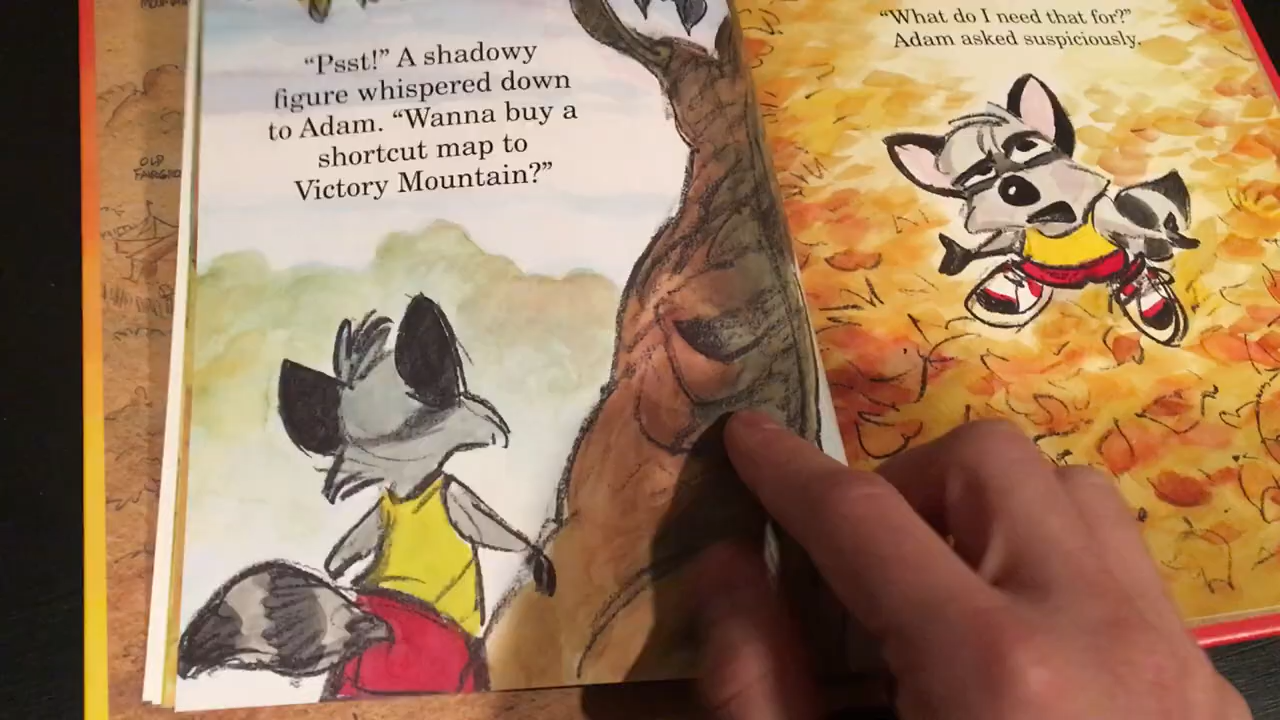 “Psst!” A shadowy
figure whispered down
to Adam. “Wanna buy a
shortcut map to
Victory Mountain?”
“What do I need that for?”
Adam asked suspiciously.
OLD